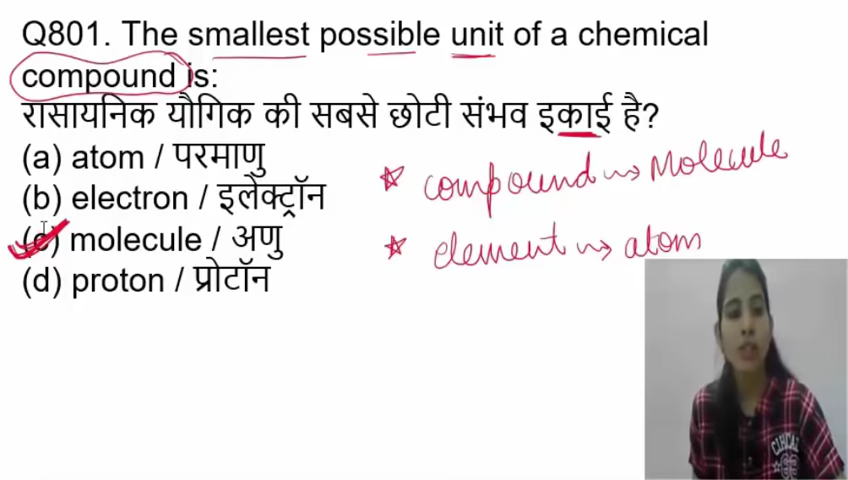 Q801. The smallest possible unit of a chemical
compound is:
रासायनिक यौगिक की सबसे छोटी संभव इकाई है?
(a) atom / परमाणु
(b) electron / इलेक्ट्रॉन
(c) molecule / अणु
(d) proton / प्रोटॉन
compound ~> Molecule
element ~> atom